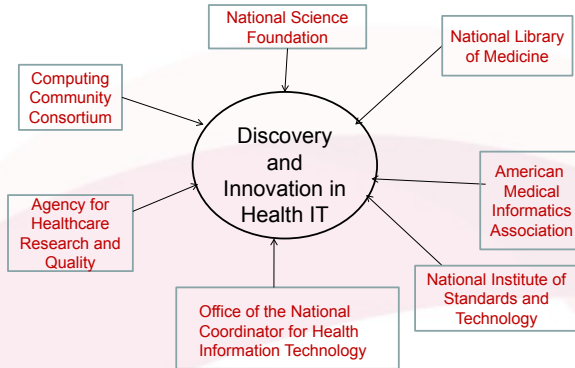 National Science
Foundation
National Library
of Medicine
Computing
Community
Consortium
Discovery
and
Innovation in
Health IT
American
Medical
Informatics
Association
Agency for
Healthcare
Research and
Quality
National Institute of
Standards and
Technology
Office of the National
Coordinator for Health
Information Technology